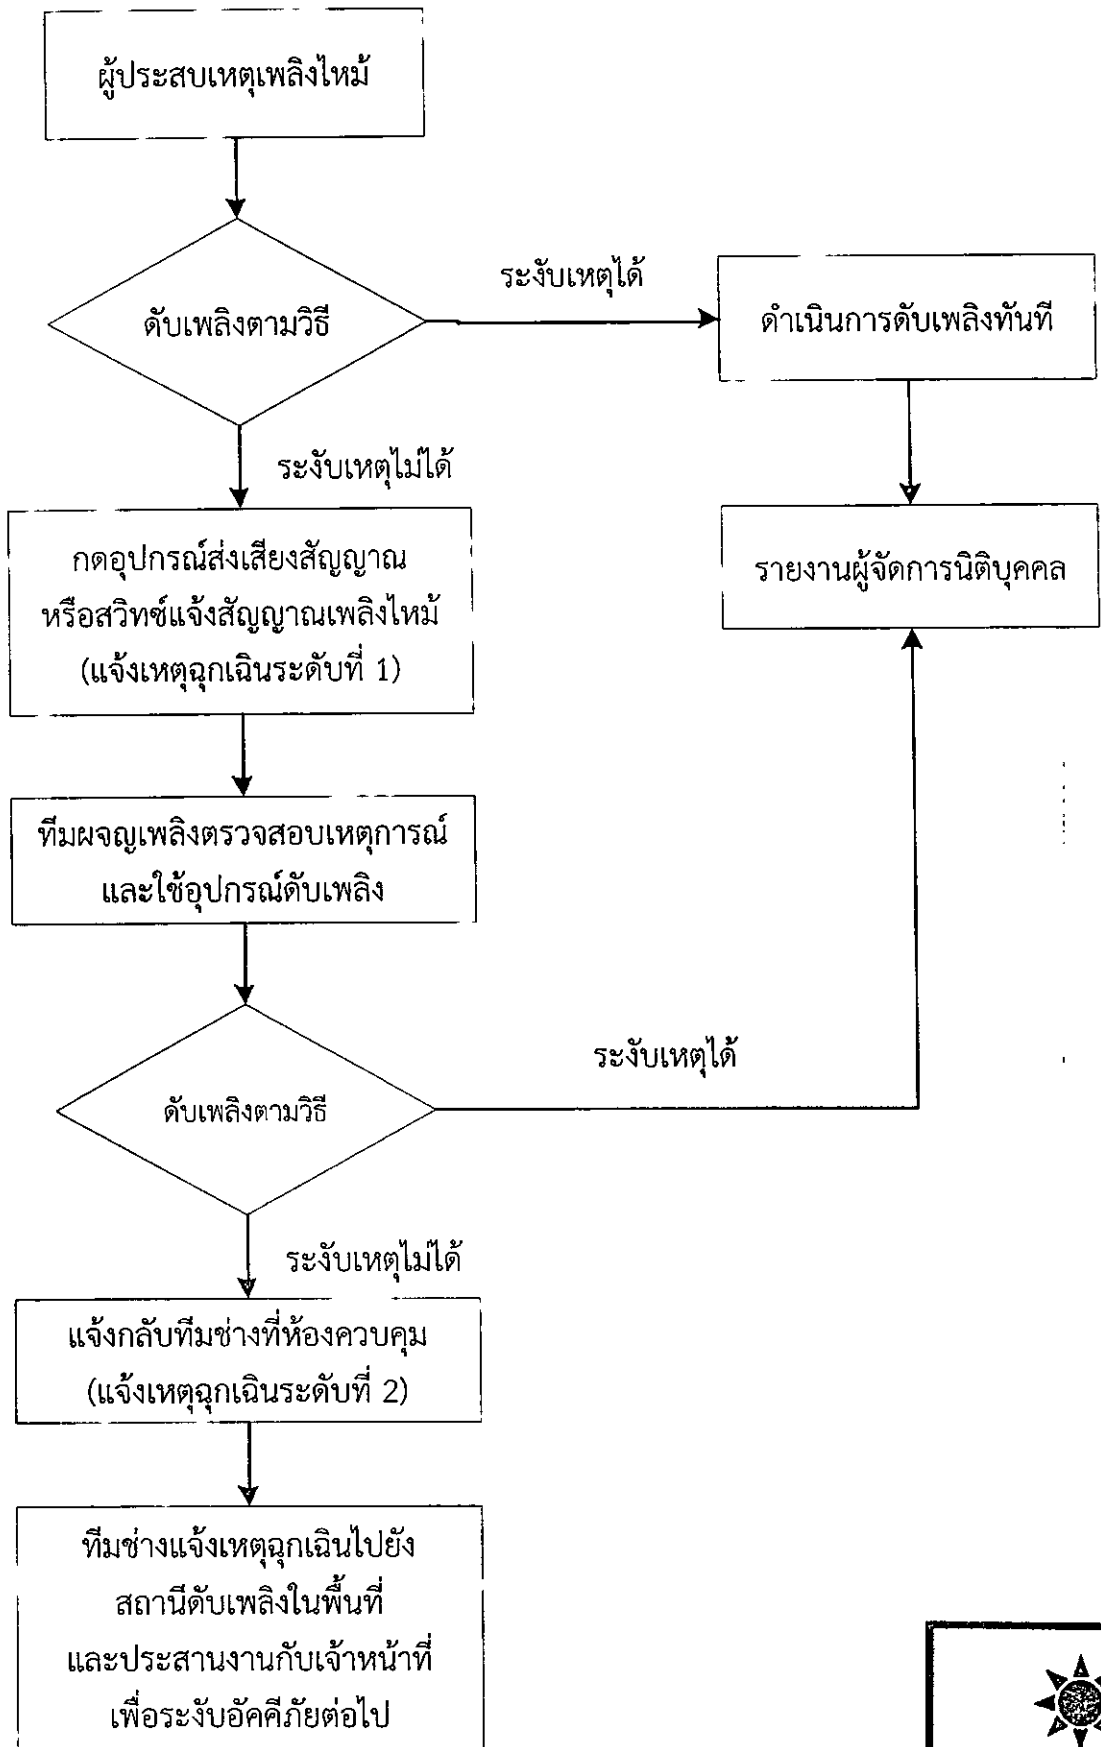 ผู้ประสบเหตุเพลิงไหม้
ดับเพลิงตามวิธี
ระงับเหตุได้
ดำเนินการดับเพลิงทันที
ระงับเหตุไม่ได้
รายงานผู้จัดการนิติบุคคล
กดอุปกรณ์ส่งเสียงสัญญาณ
หรือสวิทซ์แจ้งสัญญาณเพลิงไหม้
(แจ้งเหตุฉุกเฉินระดับที่ 1)
ทีมผจญเพลิงตรวจสอบเหตุการณ์
และใช้อุปกรณ์ดับเพลิง
ดับเพลิงตามวิธี
ระงับเหตุได้
ระงับเหตุไม่ได้
แจ้งกลับทีมช่างที่ห้องควบคุม
(แจ้งเหตุฉุกเฉินระดับที่ 2)
ทีมช่างแจ้งเหตุฉุกเฉินไปยัง
สถานีดับเพลิงในพื้นที่
และประสานงานกับเจ้าหน้าที่
เพื่อระงับอัคคีภัยต่อไป